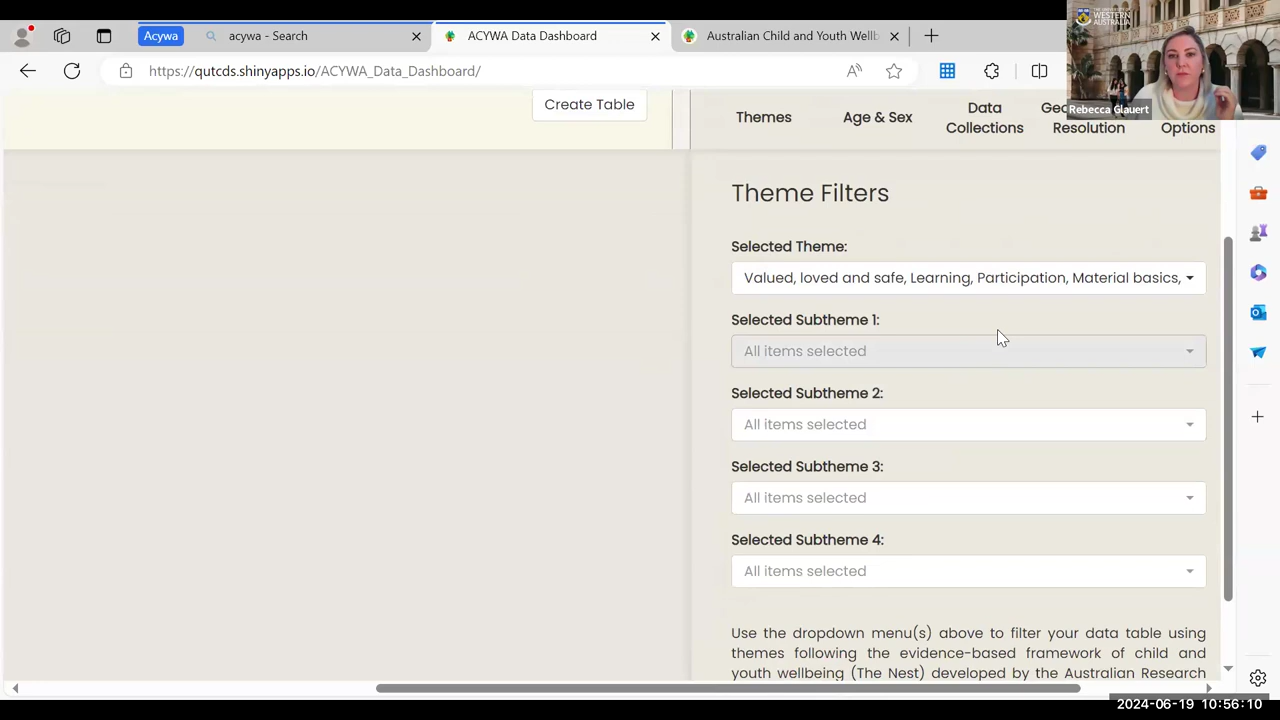 THE UNIVERSITY OF
WESTERN
AUSTRALIA
Acywa
acywa - Search
ACYWA Data Dashboard
Australian Child and Youth Wellb
https://qutcds.shinyapps.io/ACYWA_Data_Dashboard/
Rebecca Glauert
Create Table
Themes
Age & Sex
Data
Collections
Resolution
Options
Theme Filters
Selected Theme:
Valued, loved and safe, Learning, Participation, Material basics,
Selected Subtheme 1:
All items selected
Selected Subtheme 2:
All items selected
Selected Subtheme 3:
All items selected
Selected Subtheme 4:
All items selected
Use the dropdown menu(s) above to filter your data table using
themes following the evidence-based framework of child and
youth wellbeing (The Nest) developed by the Australian Research
2024-06-19 10:56:10